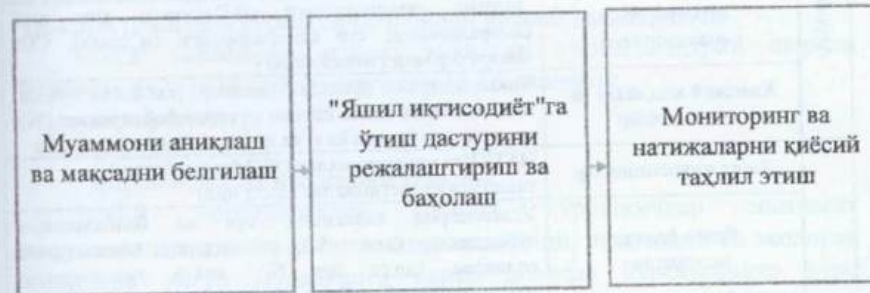 Муаммони аниқлаш
ва мақсадни белгилаш
"Яшил иқтисодиёт"га
ўтиш дастурини
режалаштириш ва
баҳолаш
Мониторинг ва
натижаларни қиёсий
таҳлил этиш